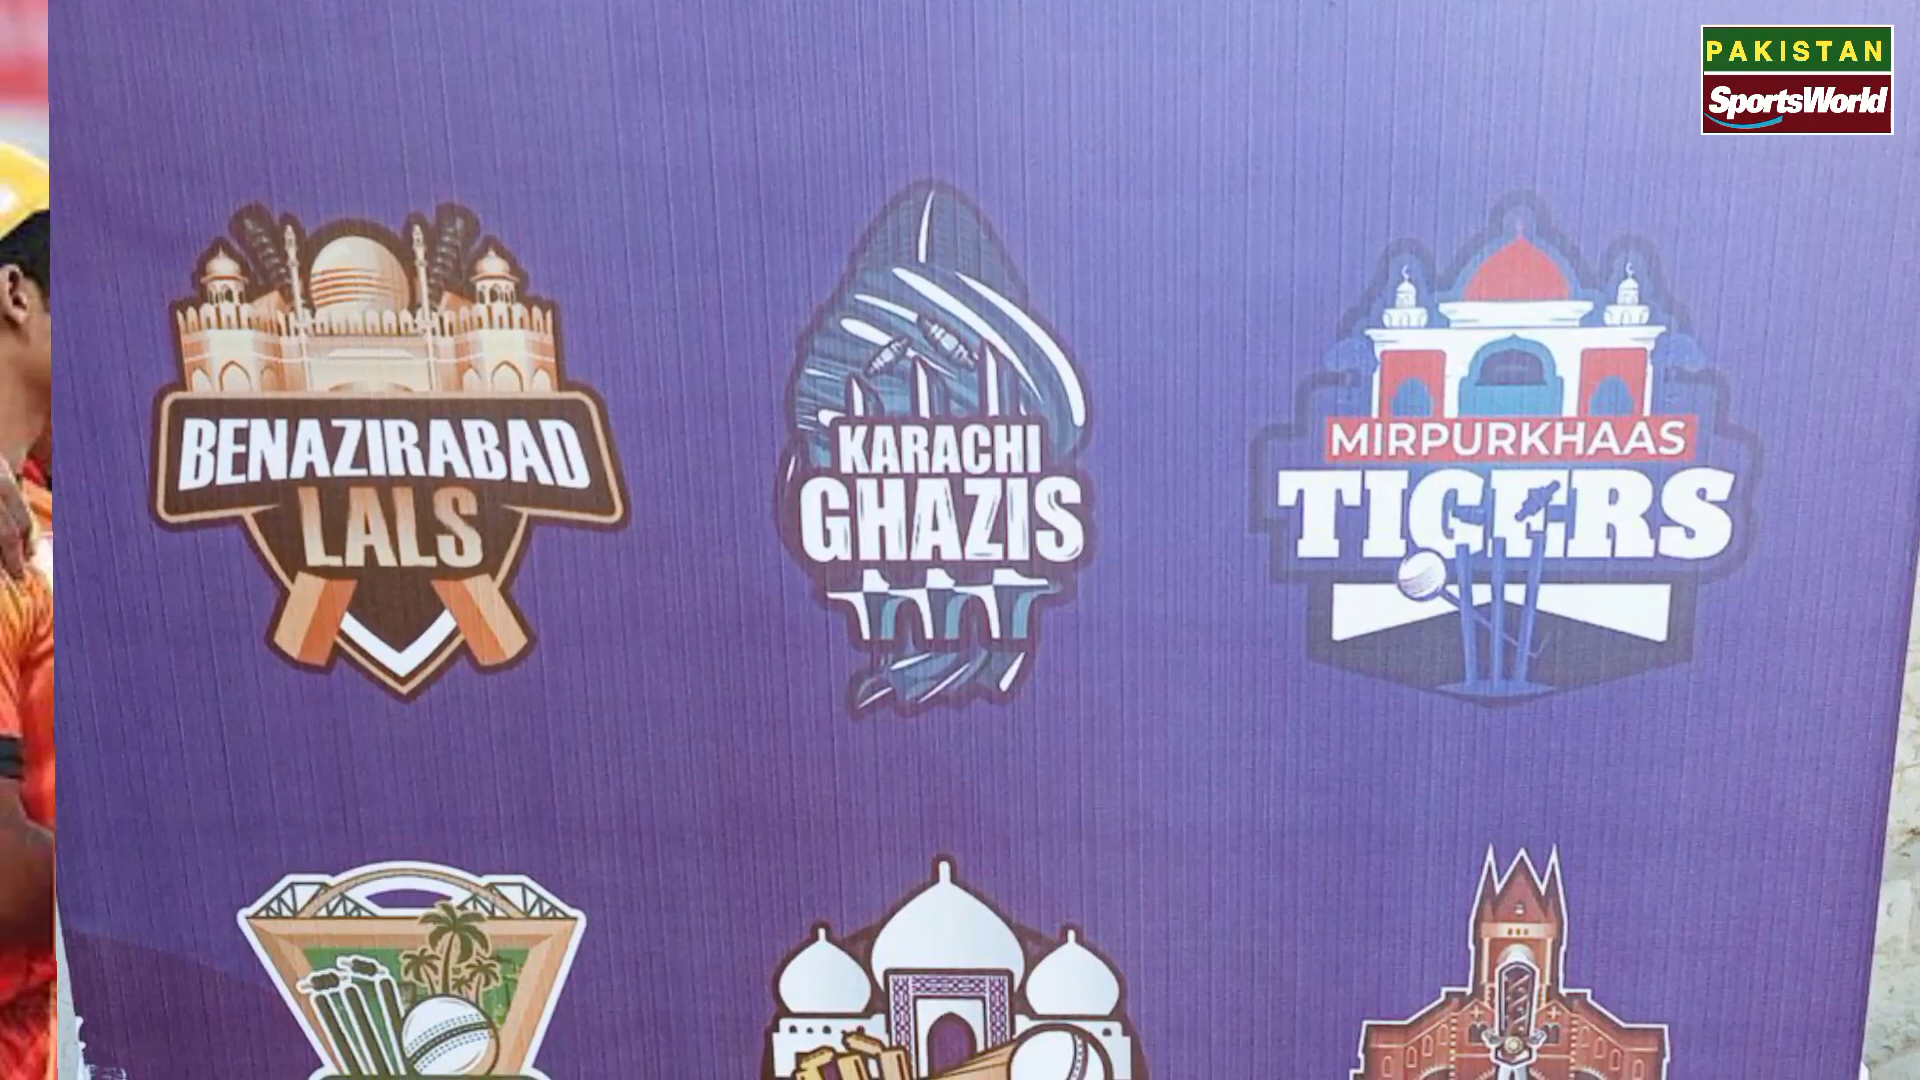 PAKISTAN
SportsWorld
BENAZIRABAD
LALS
KARACHI
GHAZIS
MIRPURKHAAS
TIGERS